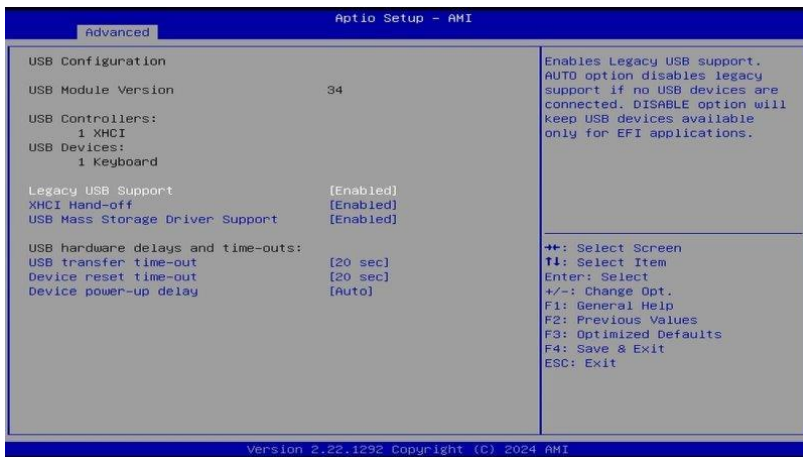 Aptio Setup - AMI
Advanced
USB Configuration
USB Module Version 34
USB Controllers:
1 XHCI
USB Devices:
1 Keyboard
Legacy USB Support [Enabled]
XHCI Hand-off [Enabled]
USB Mass Storage Driver Support [Enabled]
USB hardware delays and time-outs:
USB transfer time-out [20 sec]
Device reset time-out [20 sec]
Device power-up delay [Auto]
Enables Legacy USB support.
AUTO option disables legacy
support if no USB devices are
connected. DISABLE option will
keep USB devices available
only for EFI applications.
→←: Select Screen
↑↓: Select Item
Enter: Select
+/-: Change Opt.
F1: General Help
F2: Previous Values
F3: Optimized Defaults
F4: Save & Exit
ESC: Exit
Version 2.22.1292 Copyright (C) 2024 AMI